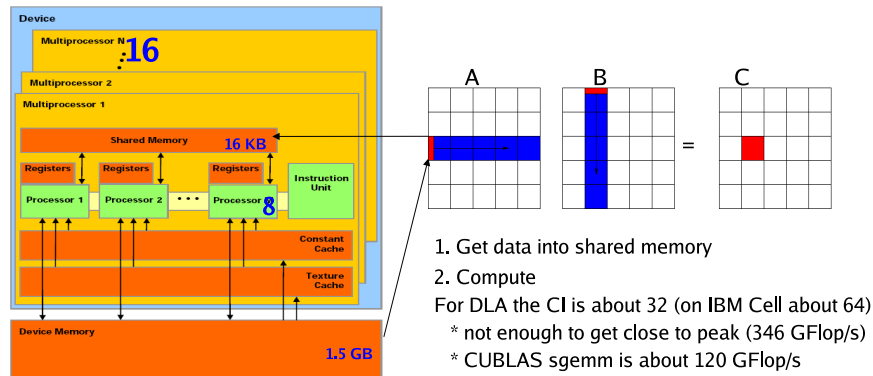 Device
Multiprocessor N
16
Multiprocessor 2
Multiprocessor 1
Shared Memory
16 KB
Registers Registers Registers
Instruction
Unit
Processor 1 Processor 2 ... Processor
8
Constant
Cache
Texture
Cache
Device Memory
1.5 GB
A B C
=
1. Get data into shared memory
2. Compute
For DLA the CI is about 32 (on IBM Cell about 64)
* not enough to get close to peak (346 GFlop/s)
* CUBLAS sgemm is about 120 GFlop/s